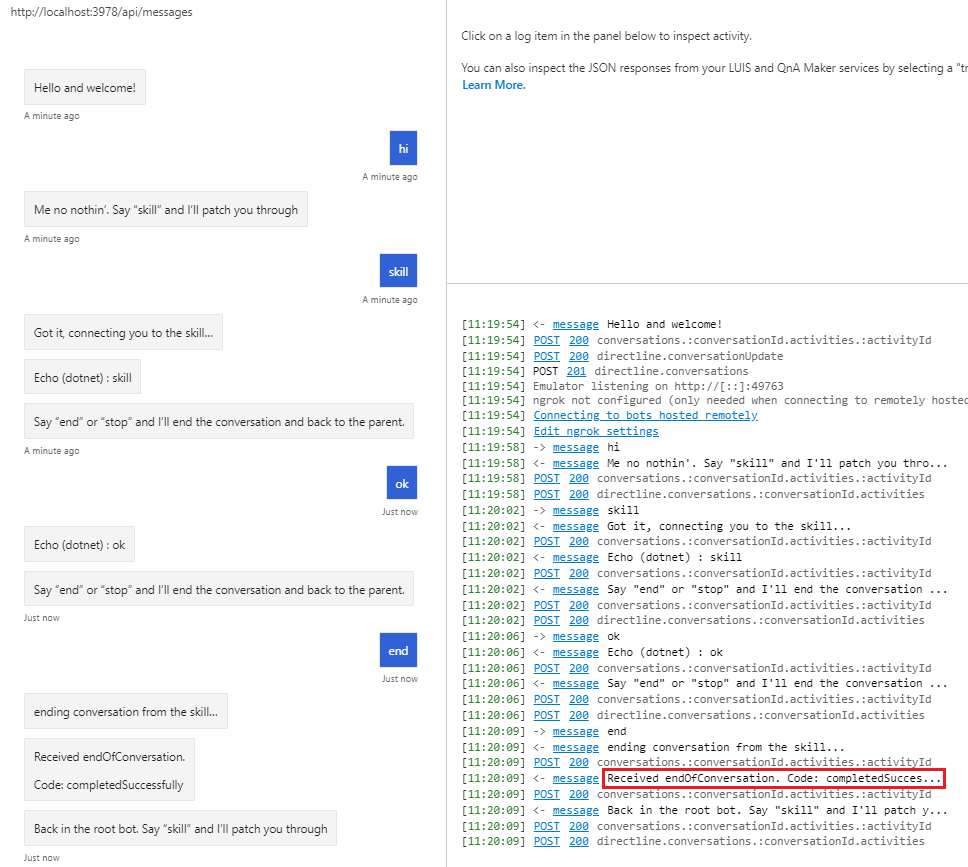 http://localhost:3978/api/messages
Hello and welcome!
A minute ago
hi
A minute ago
Me no nothin'. Say "skill" and I'll patch you through
A minute ago
skill
A minute ago
Got it, connecting you to the skill...
Echo (dotnet) : skill
Say "end" or "stop" and I'll end the conversation and back to the parent.
A minute ago
ok
Just now
Echo (dotnet) : ok
Say "end" or "stop" and I'll end the conversation and back to the parent.
Just now
end
Just now
ending conversation from the skill...
Received endOfConversation.
Code: completedSuccessfully
Back in the root bot. Say "skill" and I'll patch you through
Just now
Click on a log item in the panel below to inspect activity.
You can also inspect the JSON responses from your LUIS and QnA Maker services by selecting a "tr
Learn More.
[11:19:54] <- message Hello and welcome!
[11:19:54] POST 200 conversations.:conversationId.activities.:activityId
[11:19:54] POST 200 directline.conversationUpdate
[11:19:54] POST 201 directline.conversations
[11:19:54] Emulator listening on http://[::]:49763
[11:19:54] ngrok not configured (only needed when connecting to remotely hosted
[11:19:54] Connecting to bots hosted remotely
[11:19:54] Edit ngrok settings
[11:19:58] -> message hi
[11:19:58] <- message Me no nothin'. Say "skill" and I'll patch you thro...
[11:19:58] POST 200 conversations.:conversationId.activities.:activityId
[11:19:58] POST 200 directline.conversations.:conversationId.activities
[11:20:02] -> message skill
[11:20:02] <- message Got it, connecting you to the skill...
[11:20:02] POST 200 conversations.:conversationId.activities.:activityId
[11:20:02] <- message Echo (dotnet) : skill
[11:20:02] POST 200 conversations.:conversationId.activities.:activityId
[11:20:02] <- message Say "end" or "stop" and I'll end the conversation ...
[11:20:02] POST 200 conversations.:conversationId.activities.:activityId
[11:20:02] POST 200 directline.conversations.:conversationId.activities
[11:20:06] -> message ok
[11:20:06] <- message Echo (dotnet) : ok
[11:20:06] POST 200 conversations.:conversationId.activities.:activityId
[11:20:06] <- message Say "end" or "stop" and I'll end the conversation ...
[11:20:06] POST 200 conversations.:conversationId.activities.:activityId
[11:20:06] POST 200 directline.conversations.:conversationId.activities
[11:20:09] -> message end
[11:20:09] <- message ending conversation from the skill...
[11:20:09] POST 200 conversations.:conversationId.activities.:activityId
[11:20:09] <- message Received endOfConversation. Code: completedSucces...
[11:20:09] POST 200 conversations.:conversationId.activities.:activityId
[11:20:09] <- message Back in the root bot. Say "skill" and I'll patch y...
[11:20:09] POST 200 conversations.:conversationId.activities.:activityId
[11:20:09] POST 200 directline.conversations.:conversationId.activities